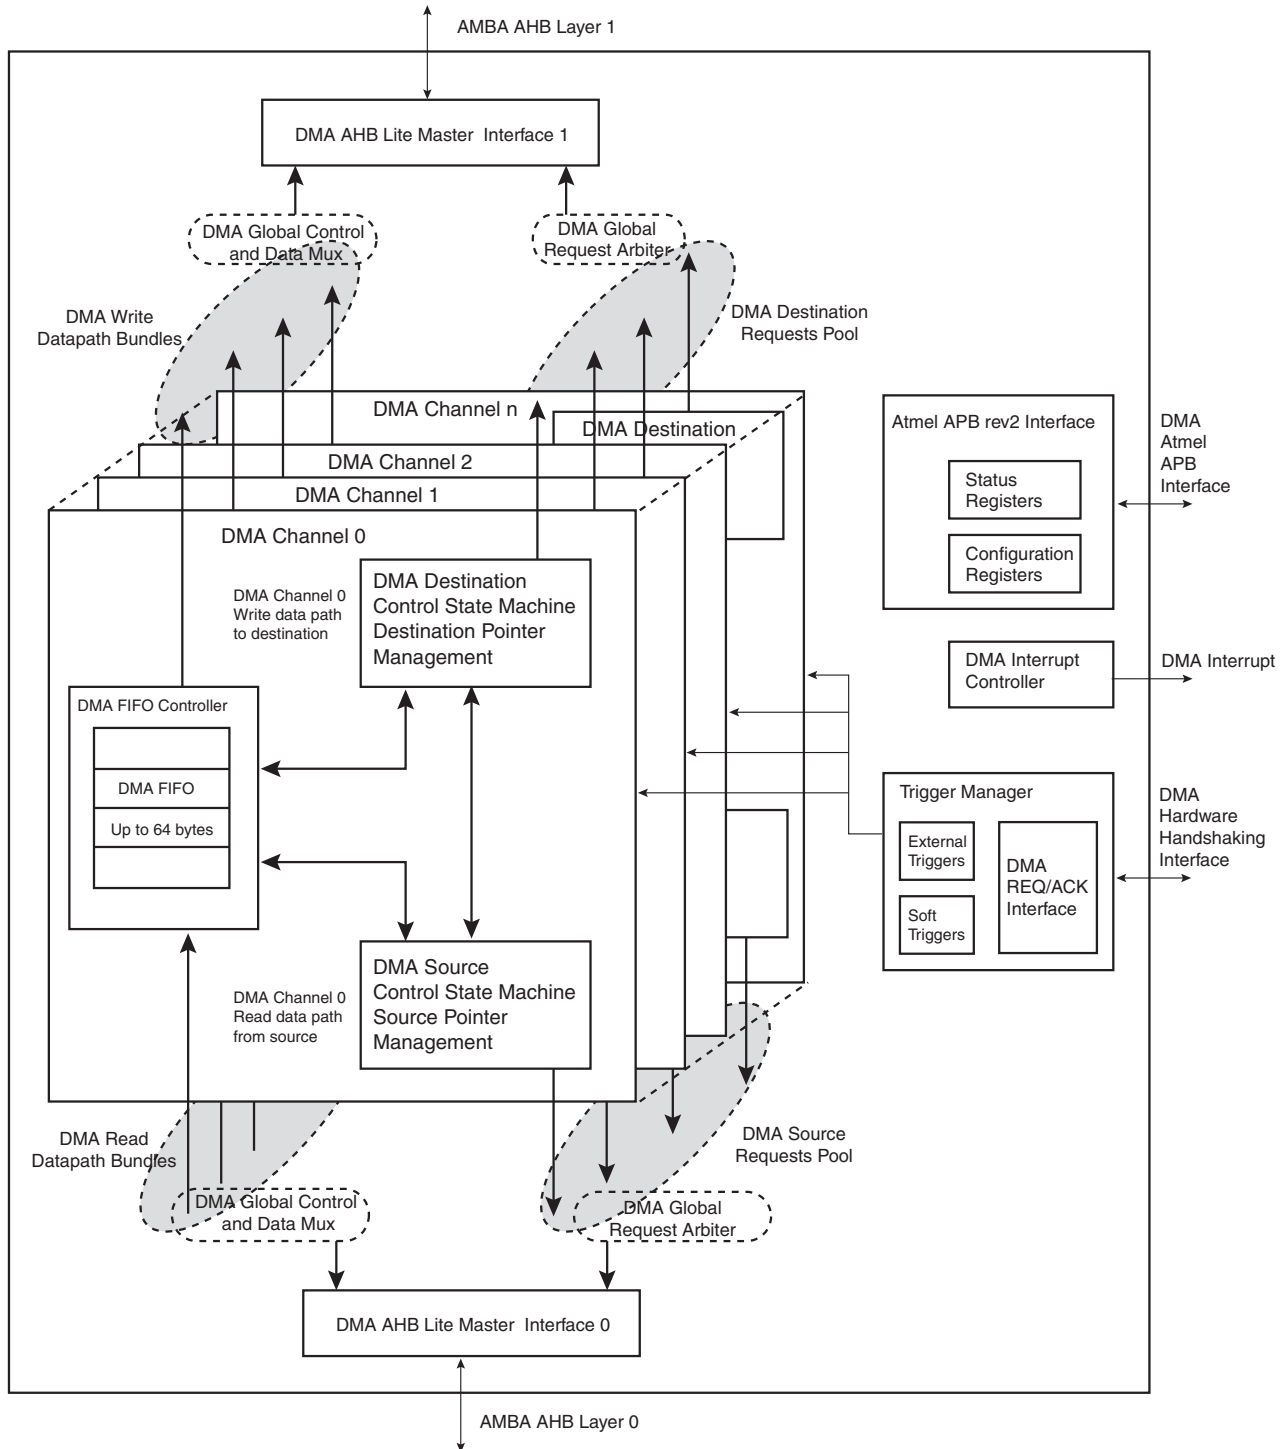 AMBA AHB Layer 1
DMA AHB Lite Master Interface 1
DMA Global Control
and Data Mux
DMA Global
Request Arbiter
DMA Write
Datapath Bundles
DMA Destination
Requests Pool
DMA Channel n
DMA Destination
DMA Channel 2
DMA Channel 1
DMA Channel 0
Atmel APB rev2 Interface
Status
Registers
Configuration
Registers
DMA
Atmel
APB
Interface
DMA Channel 0
Write data path
to destination
DMA Destination
Control State Machine
Destination Pointer
Management
DMA Interrupt
Controller
DMA Interrupt
DMA FIFO Controller
DMA FIFO
Up to 64 bytes
Trigger Manager
External
Triggers
Soft
Triggers
DMA
REQ/ACK
Interface
DMA
Hardware
Handshaking
Interface
DMA Channel 0
Read data path
from source
DMA Source
Control State Machine
Source Pointer
Management
DMA Read
Datapath Bundles
DMA Source
Requests Pool
DMA Global Control
and Data Mux
DMA Global
Request Arbiter
DMA AHB Lite Master Interface 0
AMBA AHB Layer 0